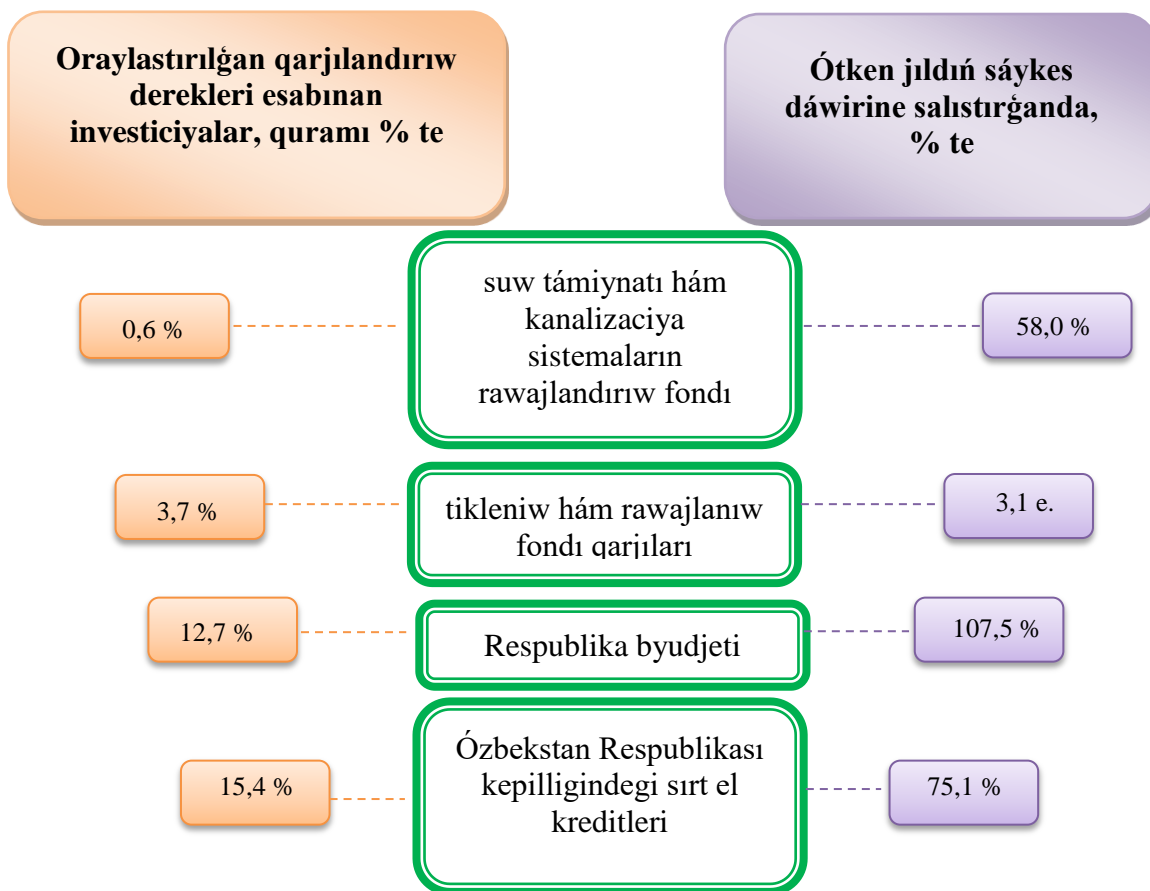 Oraylastırılģan qarjılandırıw
derekleri esabınan
investiciyalar, quramı % te
Ótken jıldıń sáykes
dáwirine salıstırģanda,
% te
0,6 %
suw támiynatı hám
kanalizaciya
sistemaların
rawajlandırıw fondı
58,0 %
3,7 %
tikleniw hám rawajlanıw
fondı qarjıları
3,1 e.
12,7 %
Respublika byudjeti
107,5 %
15,4 %
Ózbekstan Respublikası
kepilligindegi sırt el
kreditleri
75,1 %